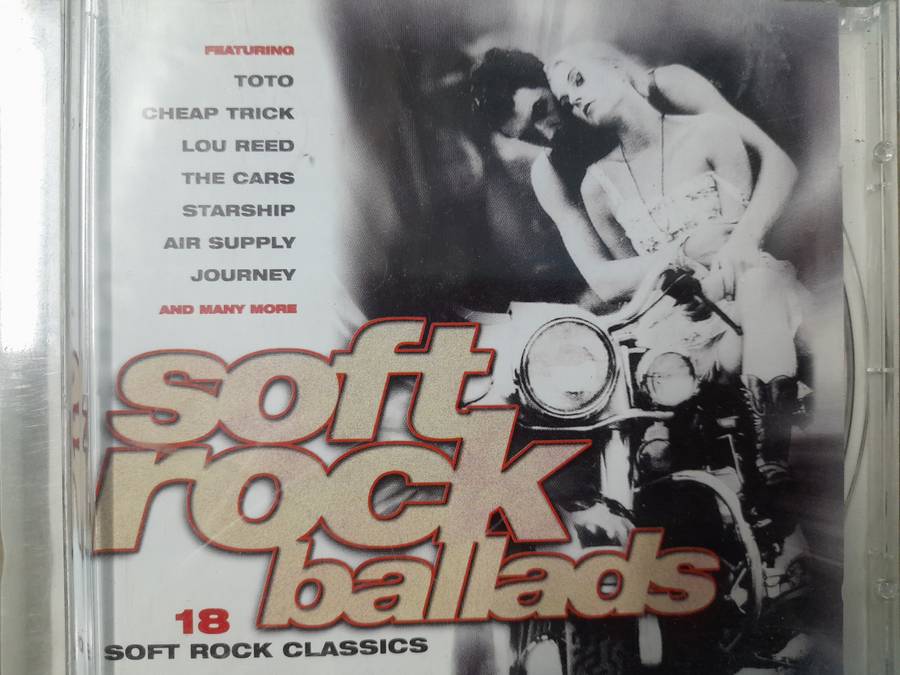 FEATURING
TOTO
CHEAP TRICK
LOU REED
THE CARS
STARSHIP
AIR SUPPLY
JOURNEY
AND MANY MORE
soft
rock
ballads
18
SOFT ROCK CLASSICS